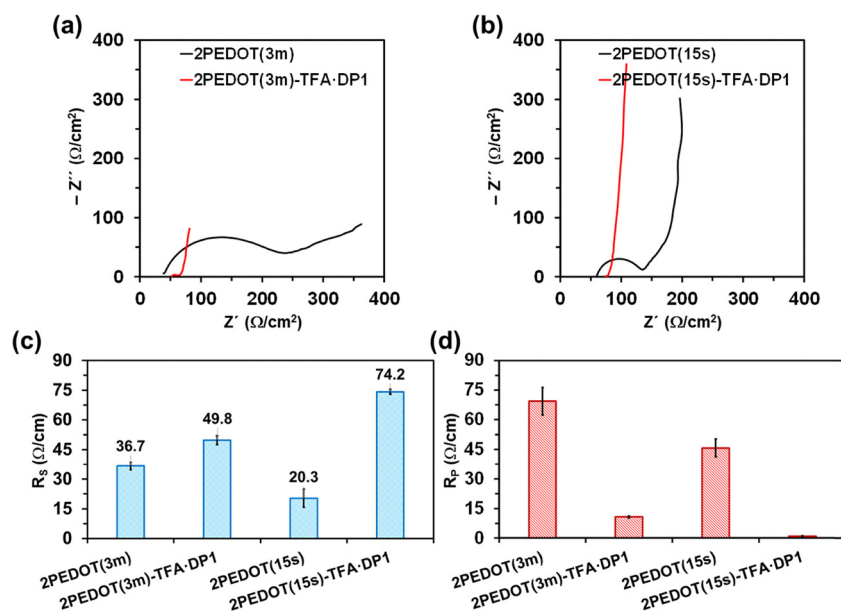 (a)
400
300
200
100
0
− Z´´ (Ω/cm²)
2PEDOT(3m)
2PEDOT(3m)-TFA·DP1
0 100 200 300 400
Z´ (Ω/cm²)
(b)
400
300
200
100
0
− Z´´ (Ω/cm²)
2PEDOT(15s)
2PEDOT(15s)-TFA·DP1
0 100 200 300 400
Z´ (Ω/cm²)
(c)
90
75
60
45
30
15
0
R_S (Ω/cm)
36.7
49.8
20.3
74.2
2PEDOT(3m)
2PEDOT(3m)-TFA·DP1
2PEDOT(15s)
2PEDOT(15s)-TFA·DP1
(d)
90
75
60
45
30
15
0
R_P (Ω/cm)
2PEDOT(3m)
2PEDOT(3m)-TFA·DP1
2PEDOT(15s)
2PEDOT(15s)-TFA·DP1